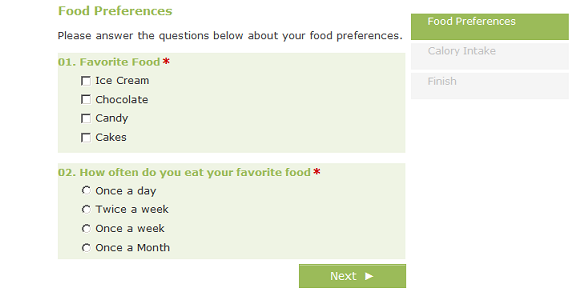 Food Preferences
Please answer the questions below about your food preferences.
01. Favorite Food *
Ice Cream
Chocolate
Candy
Cakes
02. How often do you eat your favorite food *
Once a day
Twice a week
Once a week
Once a Month
Next ►
Food Preferences
Calory Intake
Finish